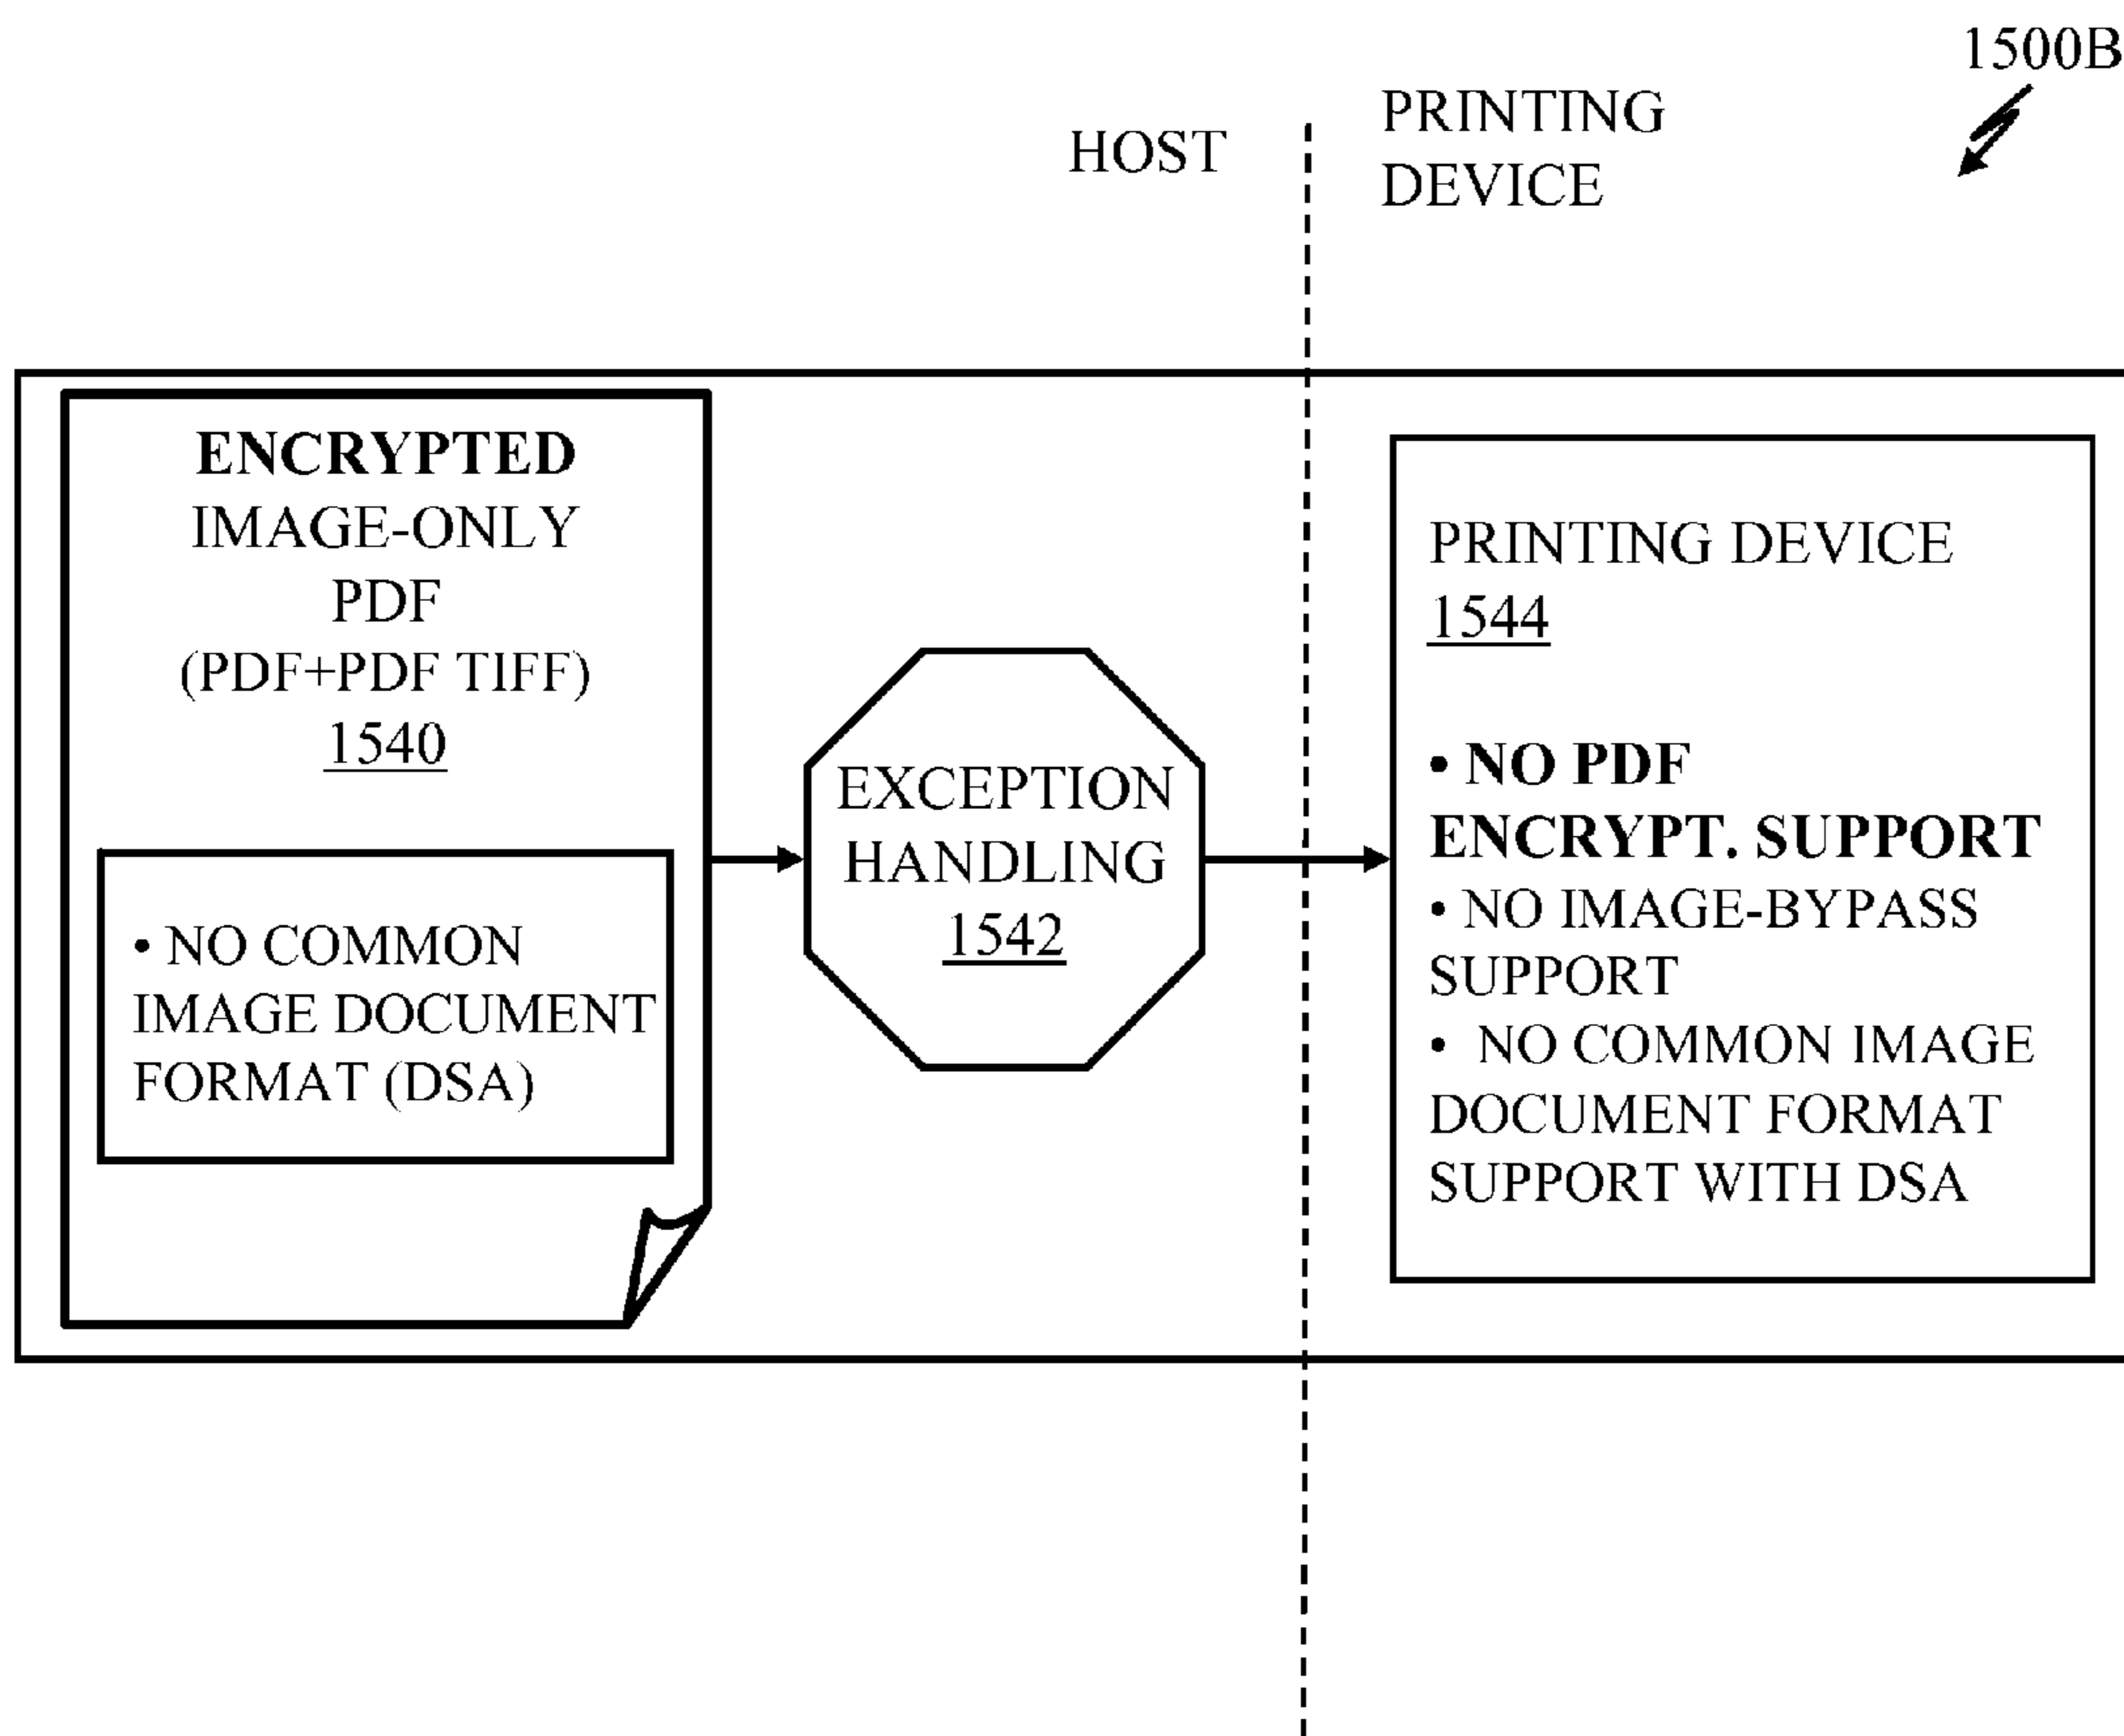 1500B
HOST
PRINTING
DEVICE
ENCRYPTED
IMAGE-ONLY
PDF
(PDF+PDF TIFF)
1540
• NO COMMON
IMAGE DOCUMENT
FORMAT (DSA)
EXCEPTION
HANDLING
1542
PRINTING DEVICE
1544
• NO PDF
ENCRYPT. SUPPORT
• NO IMAGE-BYPASS
SUPPORT
• NO COMMON IMAGE
DOCUMENT FORMAT
SUPPORT WITH DSA